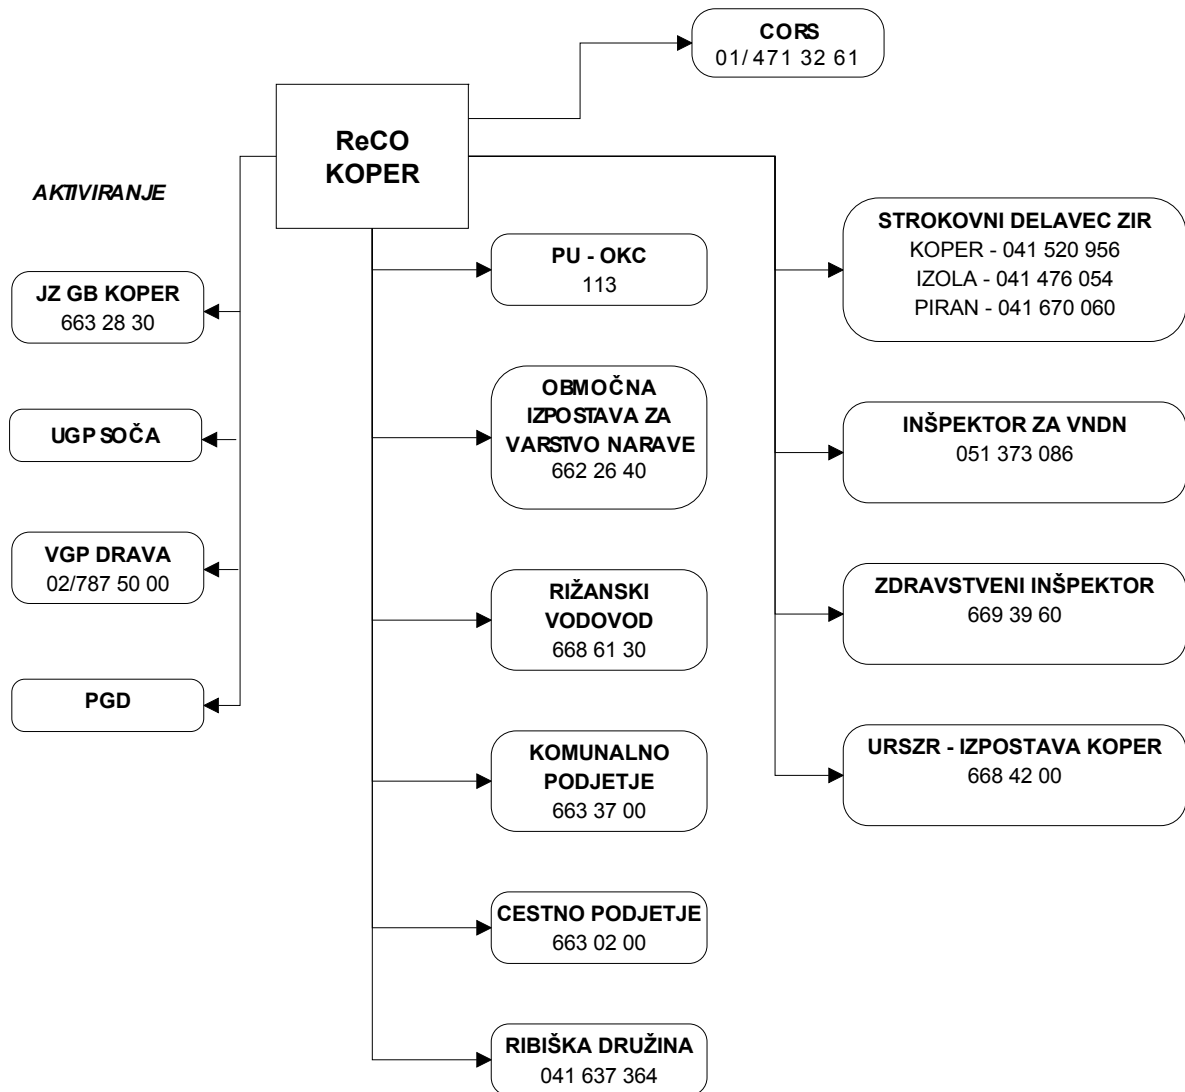 CORS
01/ 471 32 61
ReCO
KOPER
AKTIVIRANJE
JZ GB KOPER
663 28 30
UGP SOČA
VGP DRAVA
02/787 50 00
PGD
PU - OKC
113
OBMOČNA
IZPOSTAVA ZA
VARSTVO NARAVE
662 26 40
RIŽANSKI
VODOVOD
668 61 30
KOMUNALNO
PODJETJE
663 37 00
CESTNO PODJETJE
663 02 00
RIBIŠKA DRUŽINA
041 637 364
STROKOVNI DELAVEC ZIR
KOPER - 041 520 956
IZOLA - 041 476 054
PIRAN - 041 670 060
INŠPEKTOR ZA VNDN
051 373 086
ZDRAVSTVENI INŠPEKTOR
669 39 60
URSZR - IZPOSTAVA KOPER
668 42 00